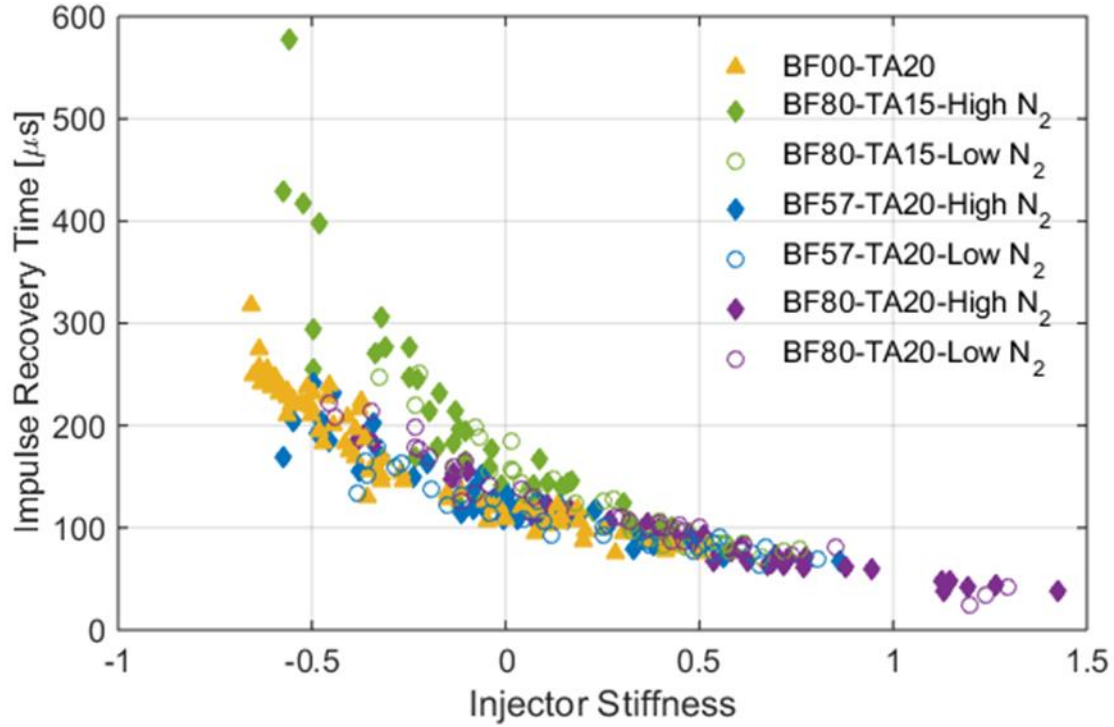 600
500
400
300
200
100
0
Impulse Recovery Time [μs]
-1
-0.5
0
0.5
1
1.5
Injector Stiffness
BF00-TA20
BF80-TA15-High N2
BF80-TA15-Low N2
BF57-TA20-High N2
BF57-TA20-Low N2
BF80-TA20-High N2
BF80-TA20-Low N2